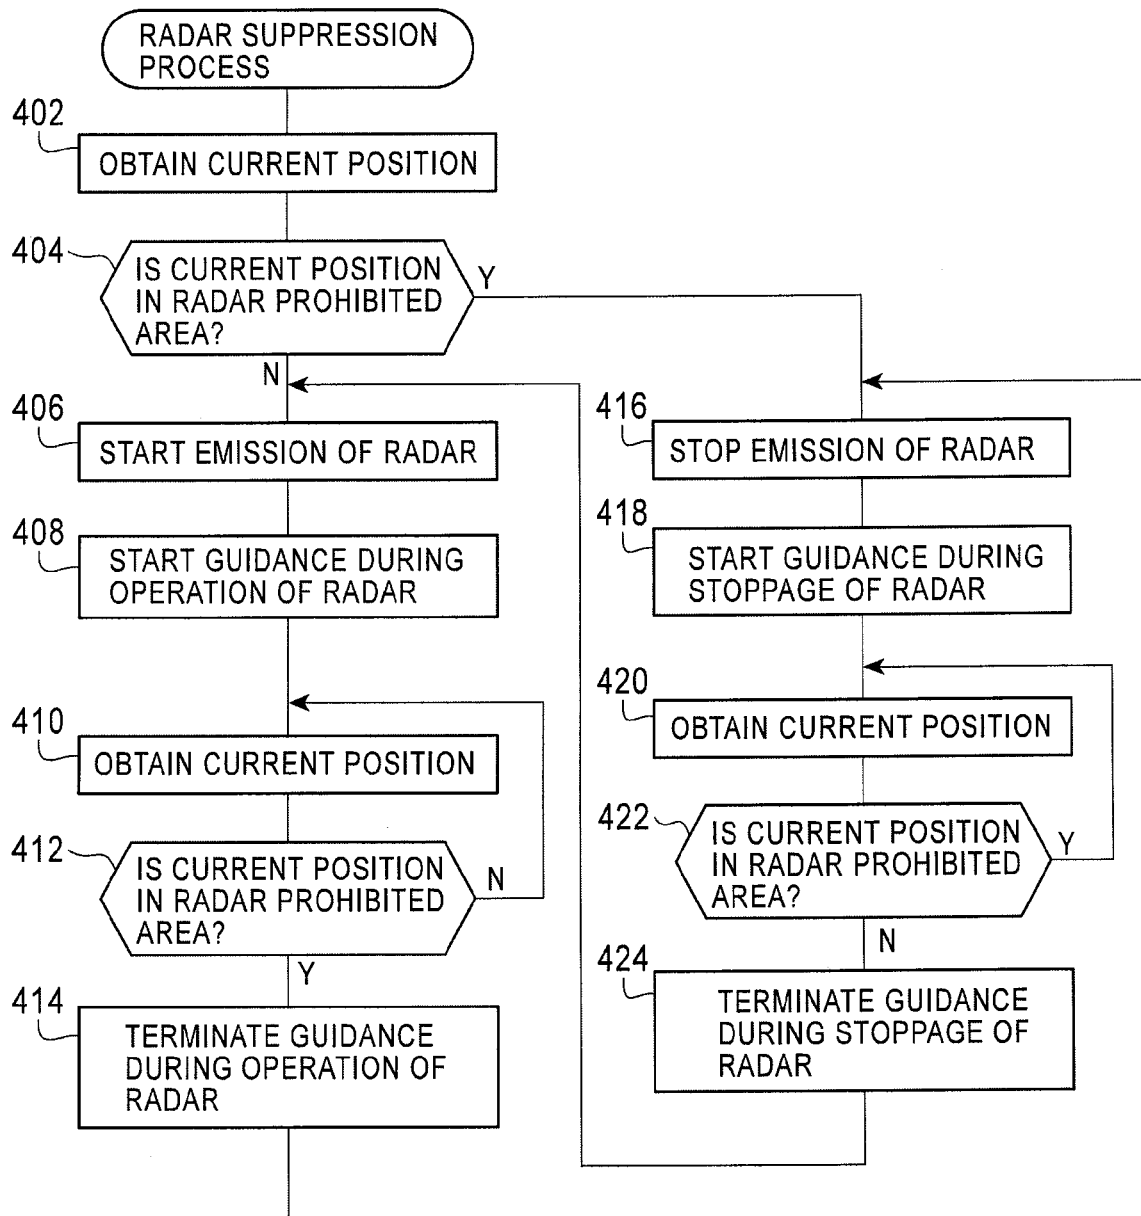 RADAR SUPPRESSION
PROCESS
402
OBTAIN CURRENT POSITION
404
IS CURRENT POSITION
IN RADAR PROHIBITED
AREA?
Y
N
406
START EMISSION OF RADAR
408
START GUIDANCE DURING
OPERATION OF RADAR
410
OBTAIN CURRENT POSITION
412
IS CURRENT POSITION
IN RADAR PROHIBITED
AREA?
N
Y
414
TERMINATE GUIDANCE
DURING OPERATION OF
RADAR
416
STOP EMISSION OF RADAR
418
START GUIDANCE DURING
STOPPAGE OF RADAR
420
OBTAIN CURRENT POSITION
422
IS CURRENT POSITION
IN RADAR PROHIBITED
AREA?
Y
N
424
TERMINATE GUIDANCE
DURING STOPPAGE OF
RADAR